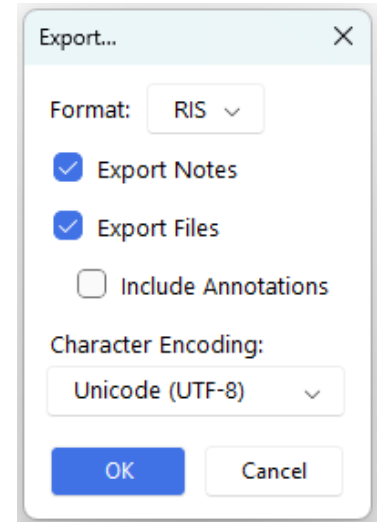 Export...
Format: RIS
Export Notes
Export Files
Include Annotations
Character Encoding:
Unicode (UTF-8)
OK Cancel